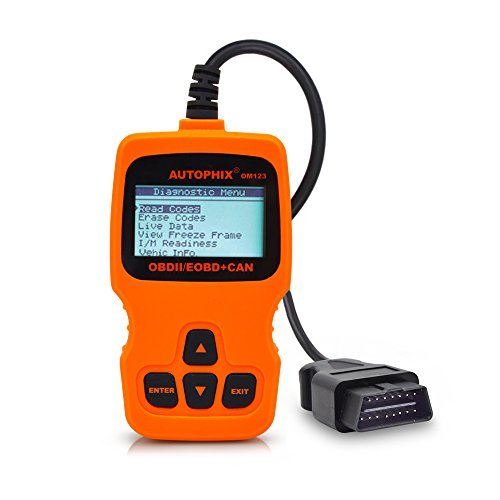 AUTOPHIX® OM123
Diagnostic Menu
Read Codes
Erase Codes
Live Data
View Freeze Frame
I/M Readiness
Vehic Info.
OBDII/EOBD+CAN
ENTER
EXIT